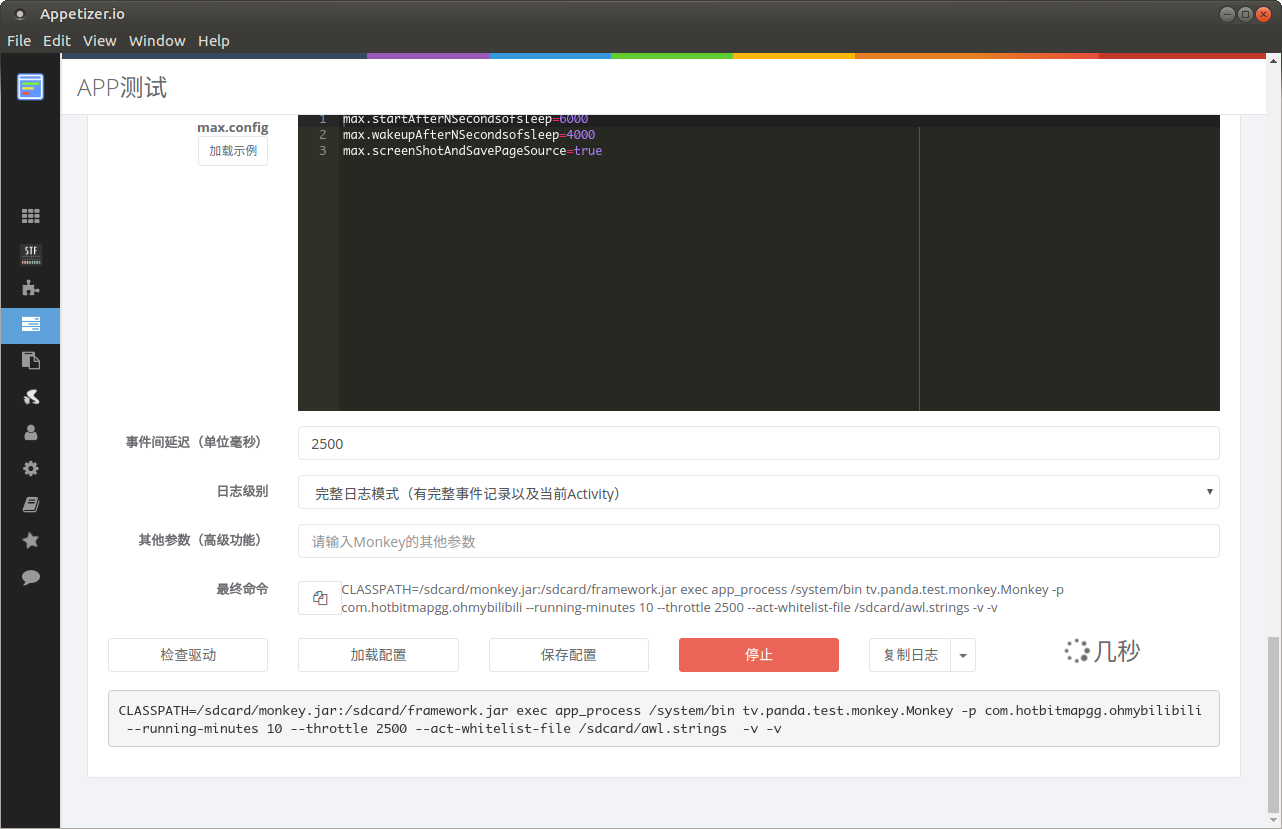 Appetizer.io
File Edit View Window Help
APP测试
STF
max.config
加载示例
1 max.startAfterNSecondsofsleep=6000
2 max.wakeupAfterNSecondsofsleep=4000
3 max.screenShotAndSavePageSource=true
事件间延迟（单位毫秒） 2500
日志级别 完整日志模式（有完整事件记录以及当前Activity）
其他参数（高级功能） 请输入Monkey的其他参数
最终命令 CLASSPATH=/sdcard/monkey.jar:/sdcard/framework.jar exec app_process /system/bin tv.panda.test.monkey.Monkey -p
com.hotbitmapgg.ohmybilibili --running-minutes 10 --throttle 2500 --act-whitelist-file /sdcard/awl.strings -v -v
检查驱动 加载配置 保存配置 停止 复制日志 几秒
CLASSPATH=/sdcard/monkey.jar:/sdcard/framework.jar exec app_process /system/bin tv.panda.test.monkey.Monkey -p com.hotbitmapgg.ohmybilibili
--running-minutes 10 --throttle 2500 --act-whitelist-file /sdcard/awl.strings  -v -v